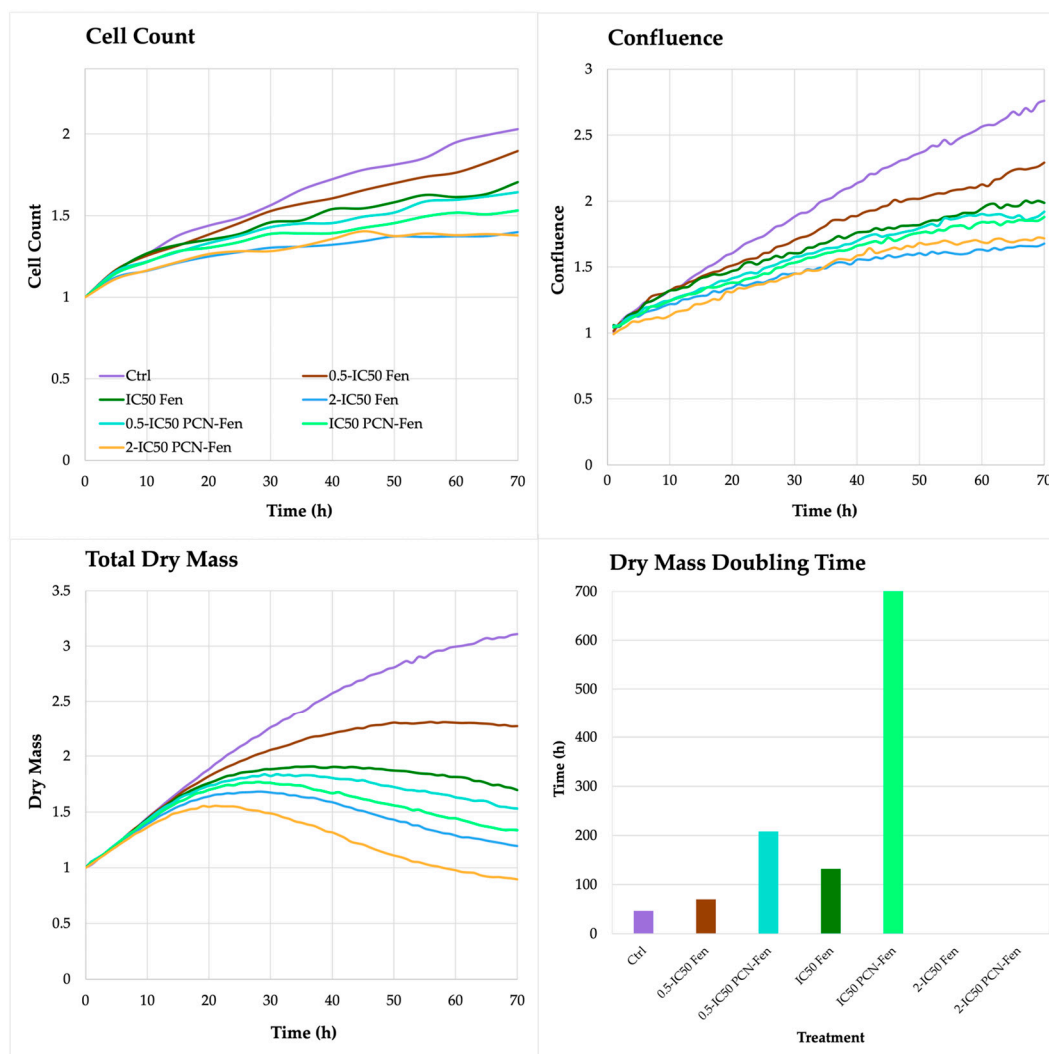 Cell Count
Cell Count
2
1.5
1
0.5
0
Ctrl
0.5-IC50 Fen
IC50 Fen
2-IC50 Fen
0.5-IC50 PCN-Fen
IC50 PCN-Fen
2-IC50 PCN-Fen
0 10 20 30 40 50 60 70
Time (h)
Confluence
Confluence
3
2.5
2
1.5
1
0.5
0
0 10 20 30 40 50 60 70
Time (h)
Total Dry Mass
Dry Mass
3.5
3
2.5
2
1.5
1
0.5
0
0 10 20 30 40 50 60 70
Time (h)
Dry Mass Doubling Time
Time (h)
700
600
500
400
300
200
100
0
Ctrl
0.5-IC50 Fen
0.5-IC50 PCN-Fen
IC50 Fen
IC50 PCN-Fen
2-IC50 Fen
2-IC50 PCN-Fen
Treatment